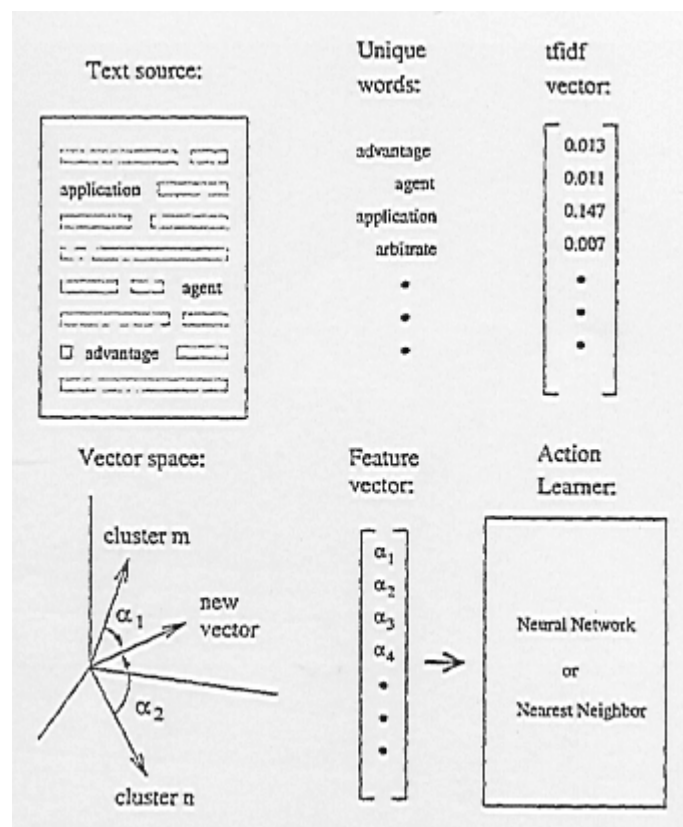 Text source:
Unique
words:
tfidf
vector:
application
agent
advantage
advantage
agent
application
arbitrate
0.013
0.011
0.147
0.007
Vector space:
cluster m
α1
new
vector
α2
cluster n
Feature
vector:
α1
α2
α3
α4
Action
Learner:
Neural Network
or
Nearest Neighbor